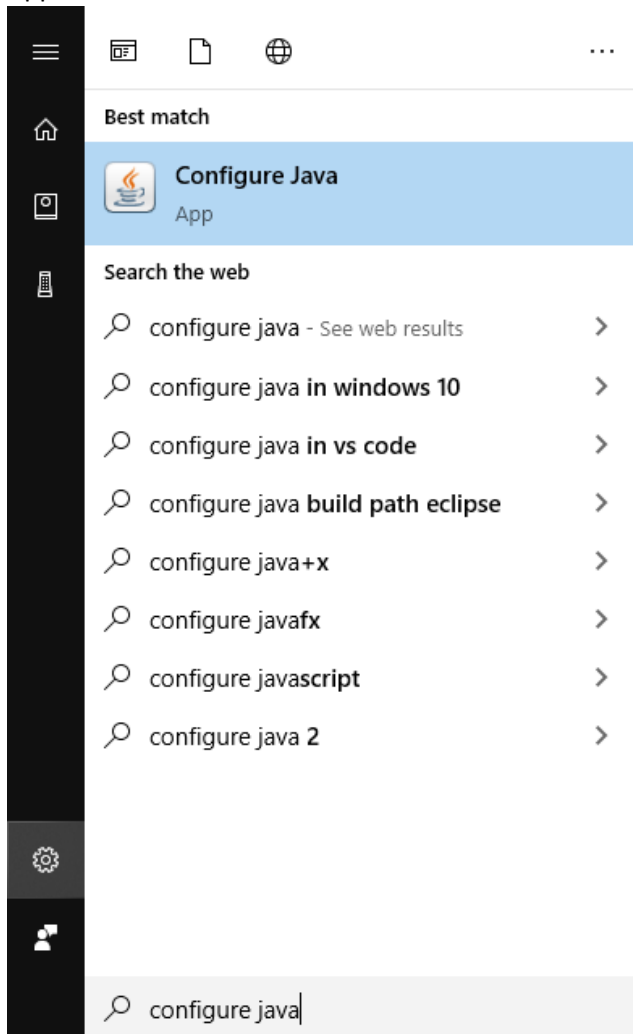 ...
Best match
Configure Java
App
Search the web
configure java - See web results
configure java in windows 10
configure java in vs code
configure java build path eclipse
configure java+x
configure javafx
configure javascript
configure java 2
configure java